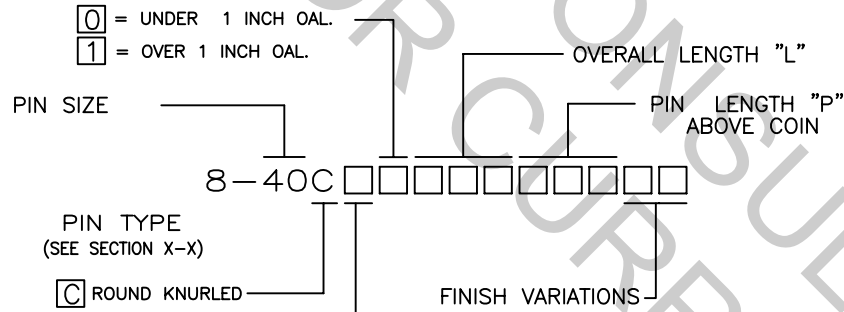 0 = UNDER 1 INCH OAL.
1 = OVER 1 INCH OAL.
OVERALL LENGTH "L"
PIN SIZE
PIN LENGTH "P"
ABOVE COIN
8-40C
PIN TYPE
(SEE SECTION X-X)
C ROUND KNURLED
FINISH VARIATIONS